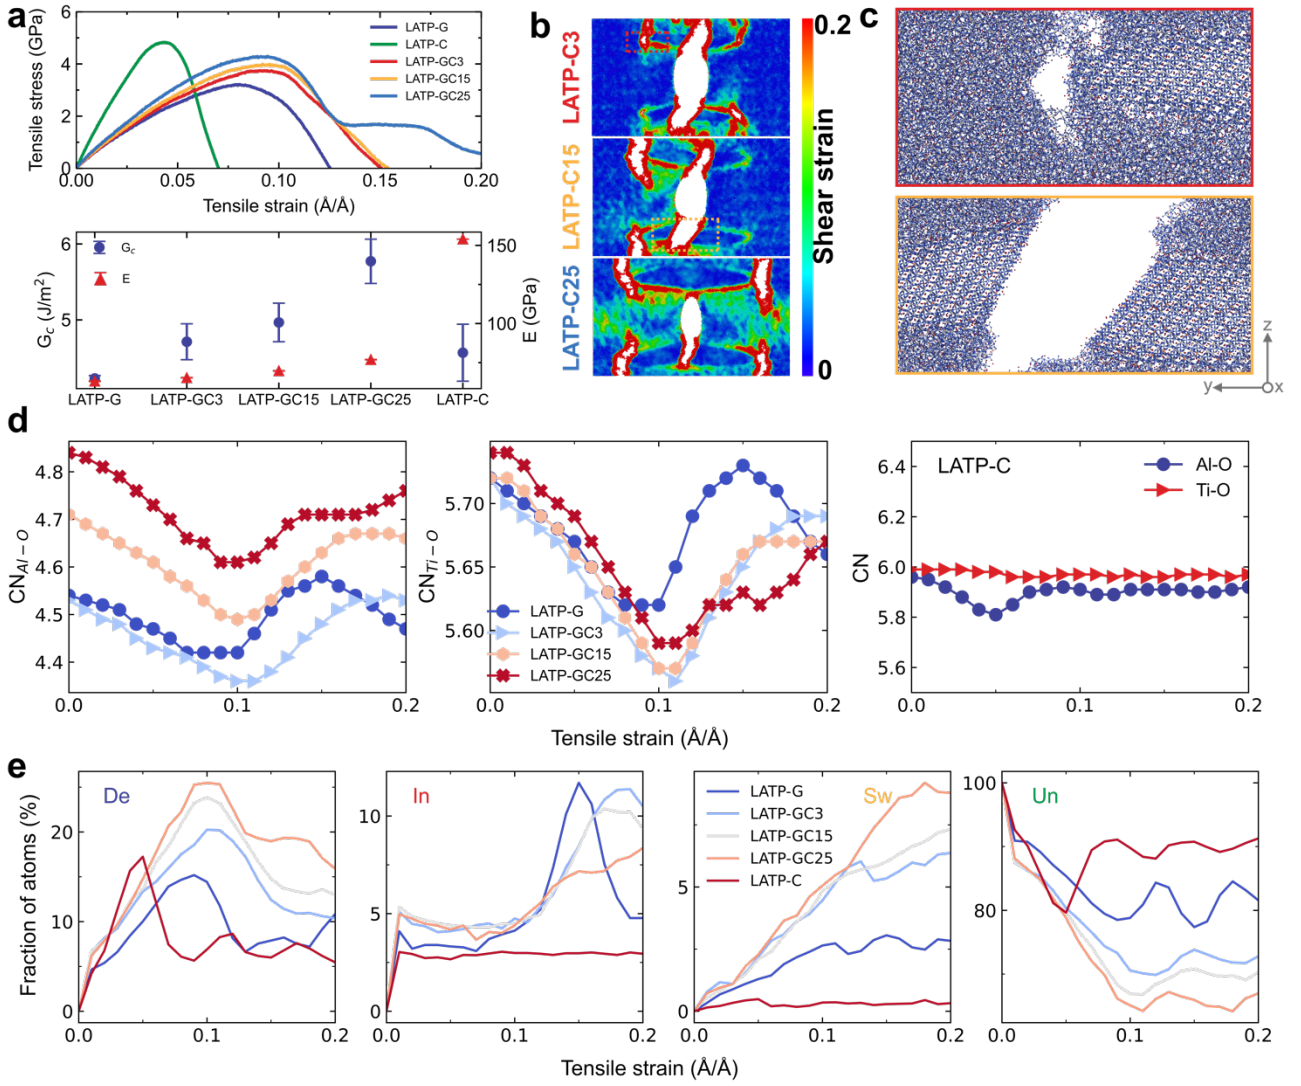 a
Tensile stress (GPa)
6
4
2
0
LATP-G
LATP-C
LATP-GC3
LATP-GC15
LATP-GC25
0.00 0.05 0.10 0.15 0.20
Tensile strain (Å/Å)
G_c (J/m²)
6
5
G_c
E
150
100
E (GPa)
LATP-G LATP-GC3 LATP-GC15 LATP-GC25 LATP-C
b
LATP-C3
LATP-C15
LATP-C25
0.2
Shear strain
0
c
z
y x
d
CN_Al – O
4.8
4.7
4.6
4.5
4.4
0.0 0.1 0.2
CN_Ti – O
5.70
5.65
5.60
LATP-G
LATP-GC3
LATP-GC15
LATP-GC25
0.0 0.1 0.2
CN
6.4
6.2
6.0
5.8
5.6
LATP-C
Al-O
Ti-O
0.0 0.1 0.2
Tensile strain (Å/Å)
e
Fraction of atoms (%)
De
20
10
0
0.0 0.1 0.2
In
10
5
0
0.0 0.1 0.2
Sw
LATP-G
LATP-GC3
LATP-GC15
LATP-GC25
LATP-C
5
0
0.0 0.1 0.2
Un
100
80
0.0 0.1 0.2
Tensile strain (Å/Å)